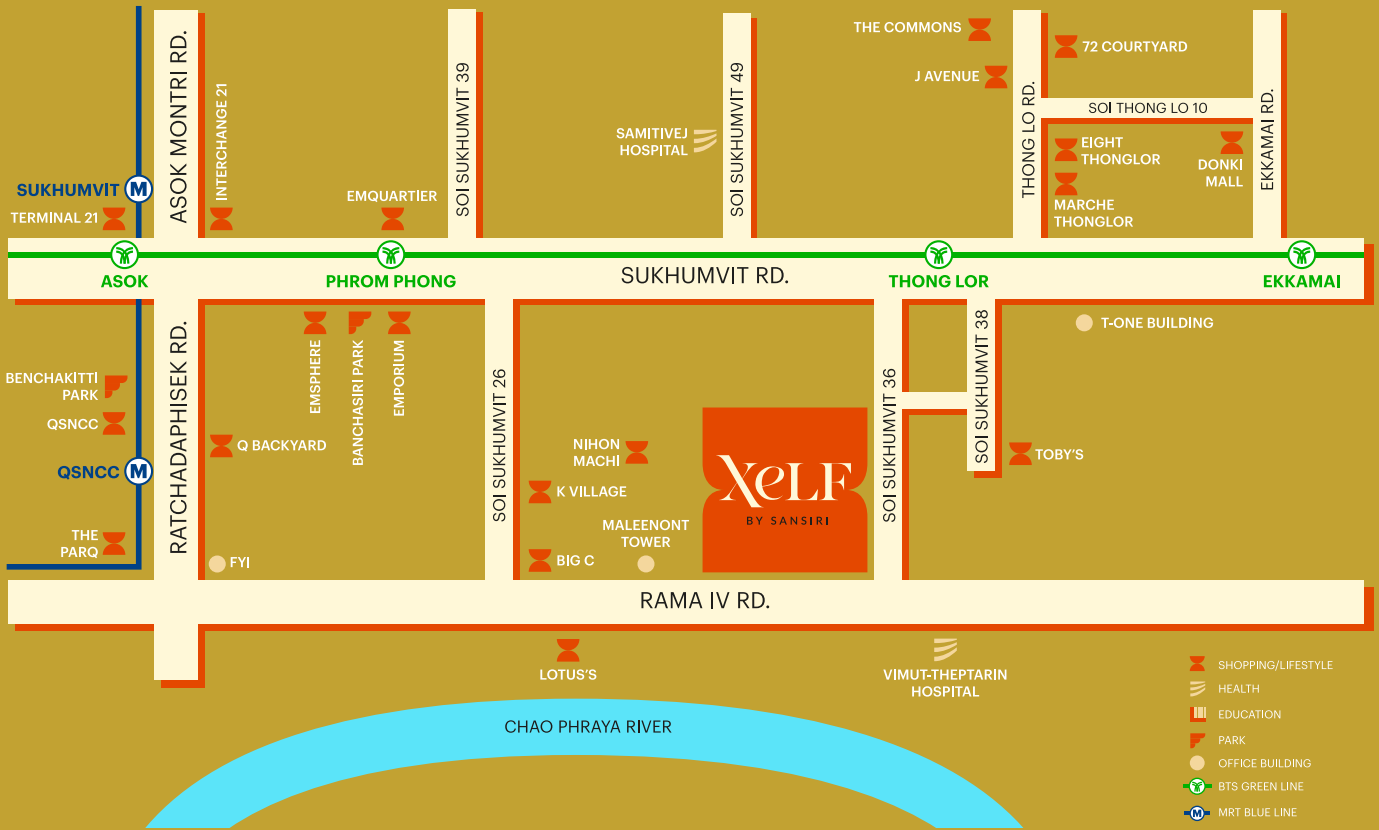 ASOK MONTRI RD.
INTERCHANGE 21
SUKHUMVIT
M
TERMINAL 21
EMQUARTIER
SOI SUKHUMVIT 39
SAMITIVEJ
HOSPITAL
SOI SUKHUMVIT 49
THE COMMONS
J AVENUE
THONG LO RD.
72 COURTYARD
SOI THONG LO 10
EIGHT
THONGLOR
MARCHE
THONGLOR
DONKI
MALL
EKKAMAI RD.
ASOK
PHROM PHONG
SUKHUMVIT RD.
THONG LOR
EKKAMAI
RATCHADAPHISEK RD.
BENCHAKITTI
PARK
QSNCC
QSNCC
M
THE
PARQ
Q BACKYARD
FYI
EMSPHERE
BANCHASIRI PARK
EMPORIUM
SOI SUKHUMVIT 26
NIHON
MACHI
K VILLAGE
MALEENONT
TOWER
BIG C
XeLF
BY SANSIRI
SOI SUKHUMVIT 36
SOI SUKHUMVIT 38
T-ONE BUILDING
TOBY'S
RAMA IV RD.
LOTUS'S
VIMUT-THEPTARIN
HOSPITAL
CHAO PHRAYA RIVER
SHOPPING/LIFESTYLE
HEALTH
EDUCATION
PARK
OFFICE BUILDING
BTS GREEN LINE
M
MRT BLUE LINE